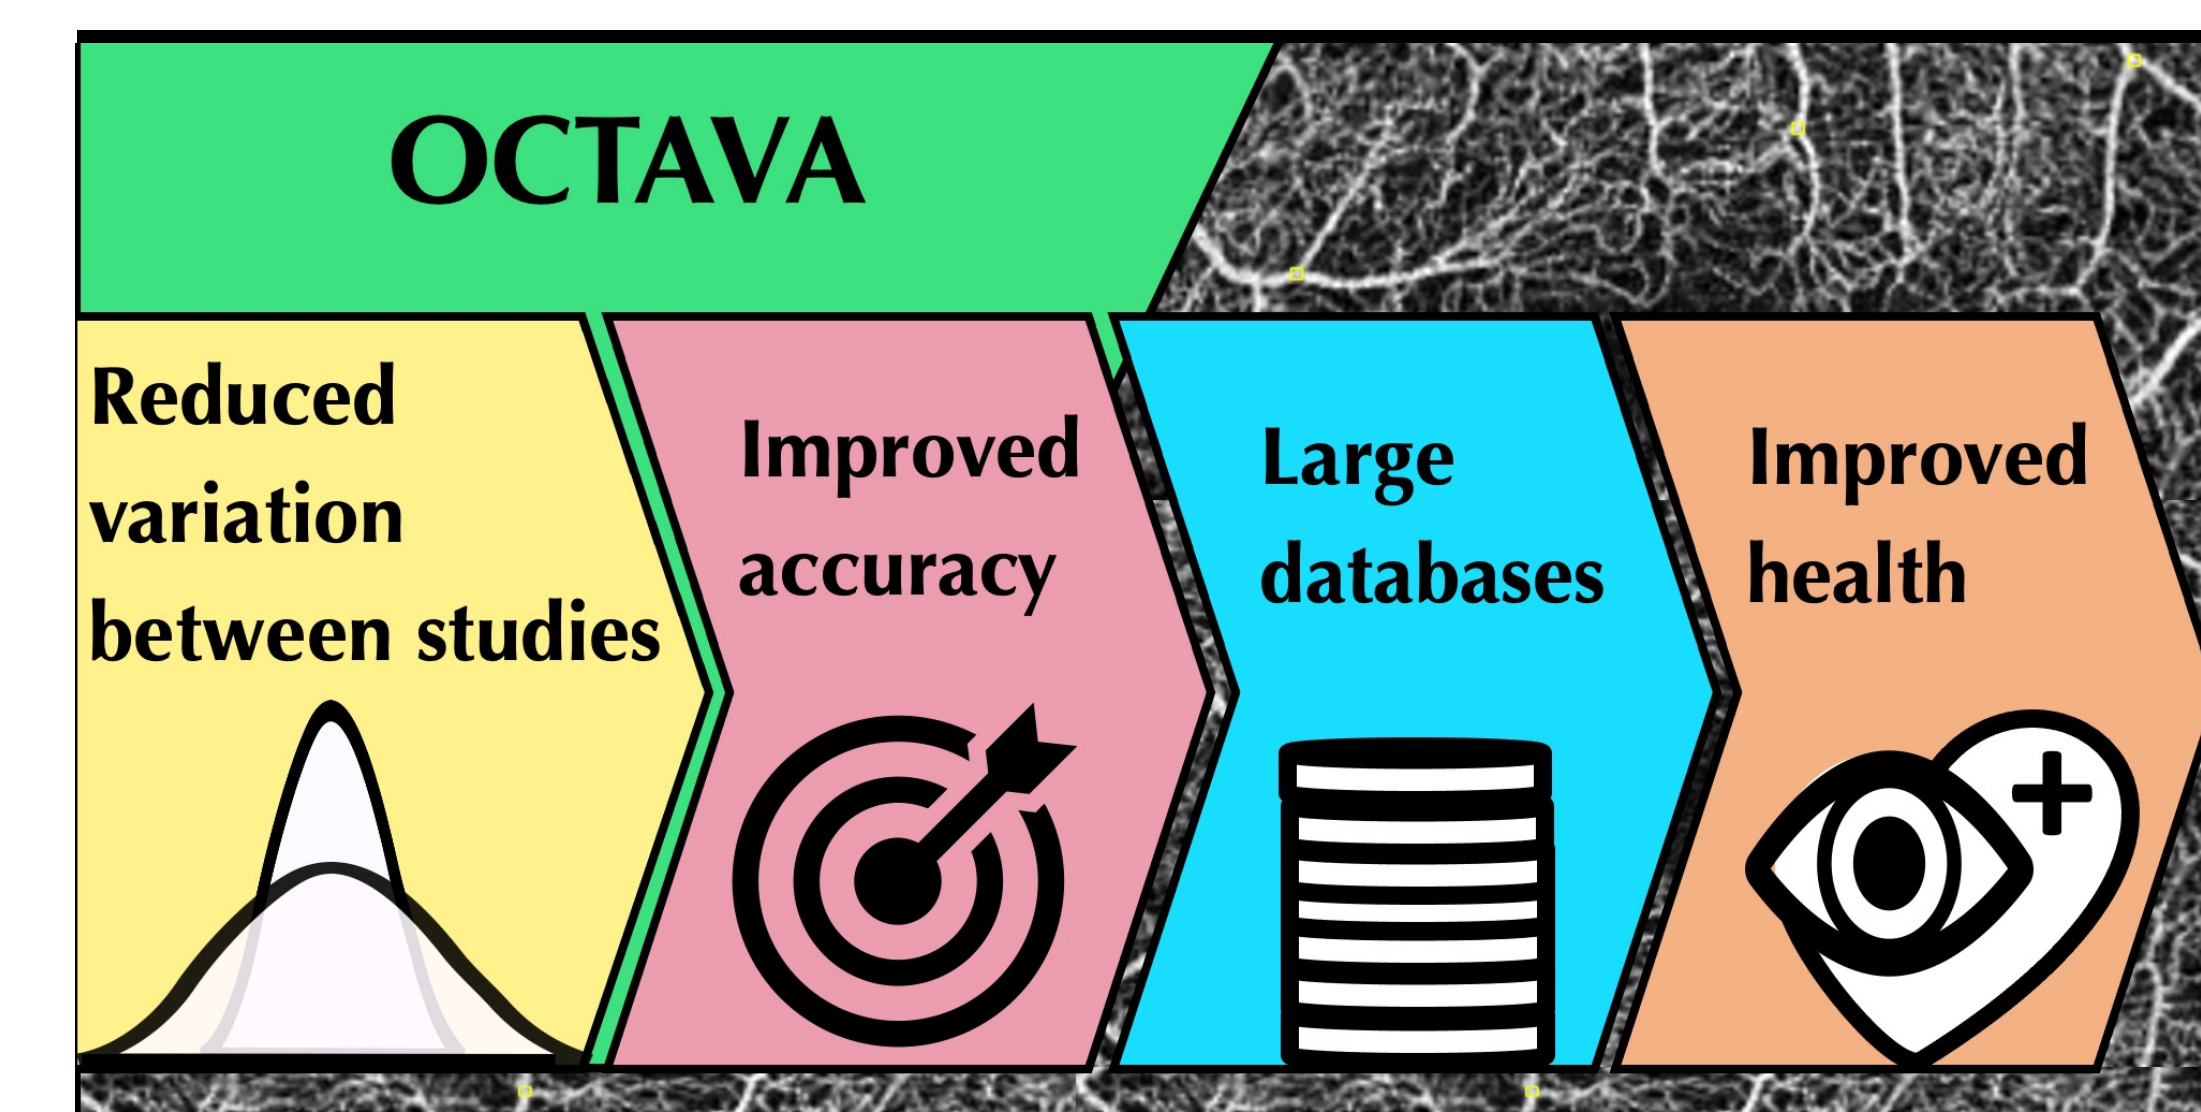 OCTAVA
Reduced
variation
between studies
Improved
accuracy
Large
databases
Improved
health